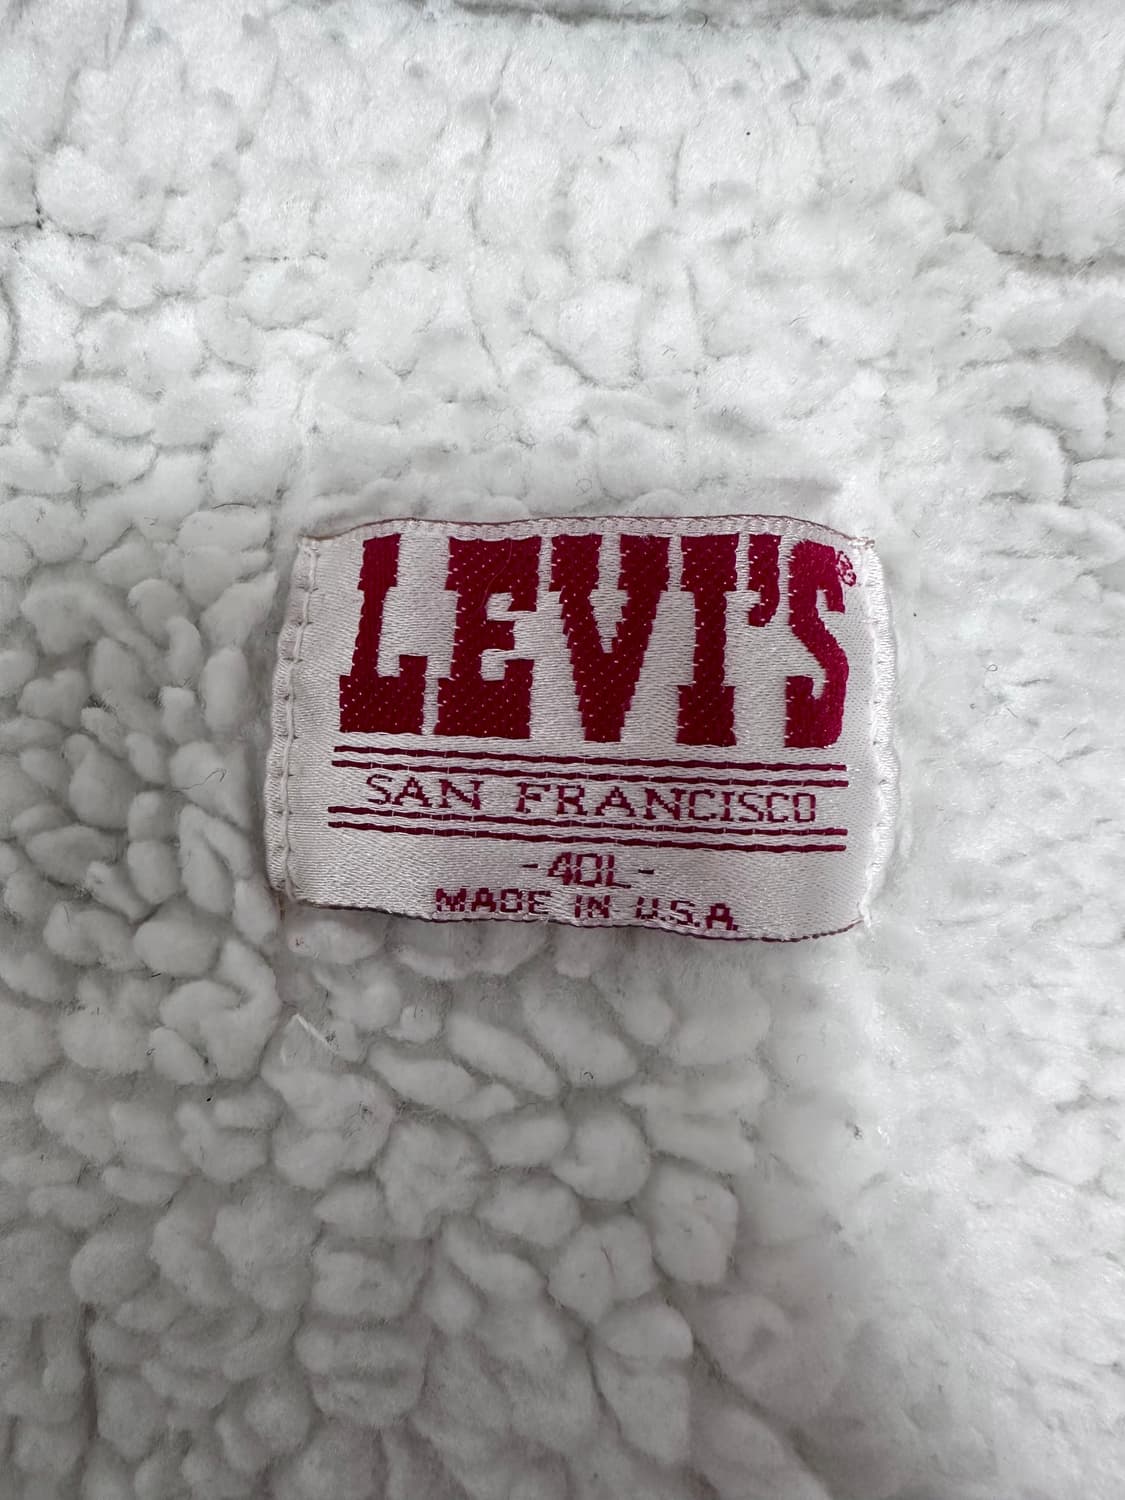 LEVI'S®
SAN FRANCISCO
-40L-
MADE IN U.S.A.